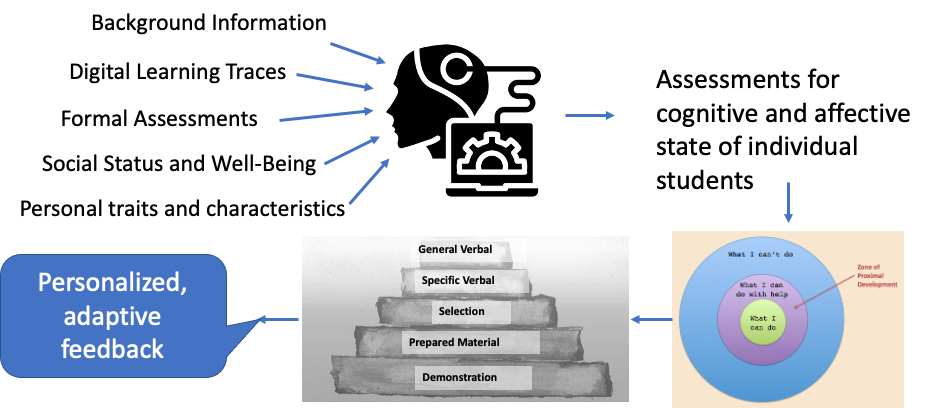 Background Information
Digital Learning Traces
Formal Assessments
Social Status and Well-Being
Personal traits and characteristics
Assessments for
cognitive and affective
state of individual
students
What I can't do
What I can
do with help
What I
can do
Zone of
Proximal
Development
General Verbal
Specific Verbal
Selection
Prepared Material
Demonstration
Personalized,
adaptive
feedback